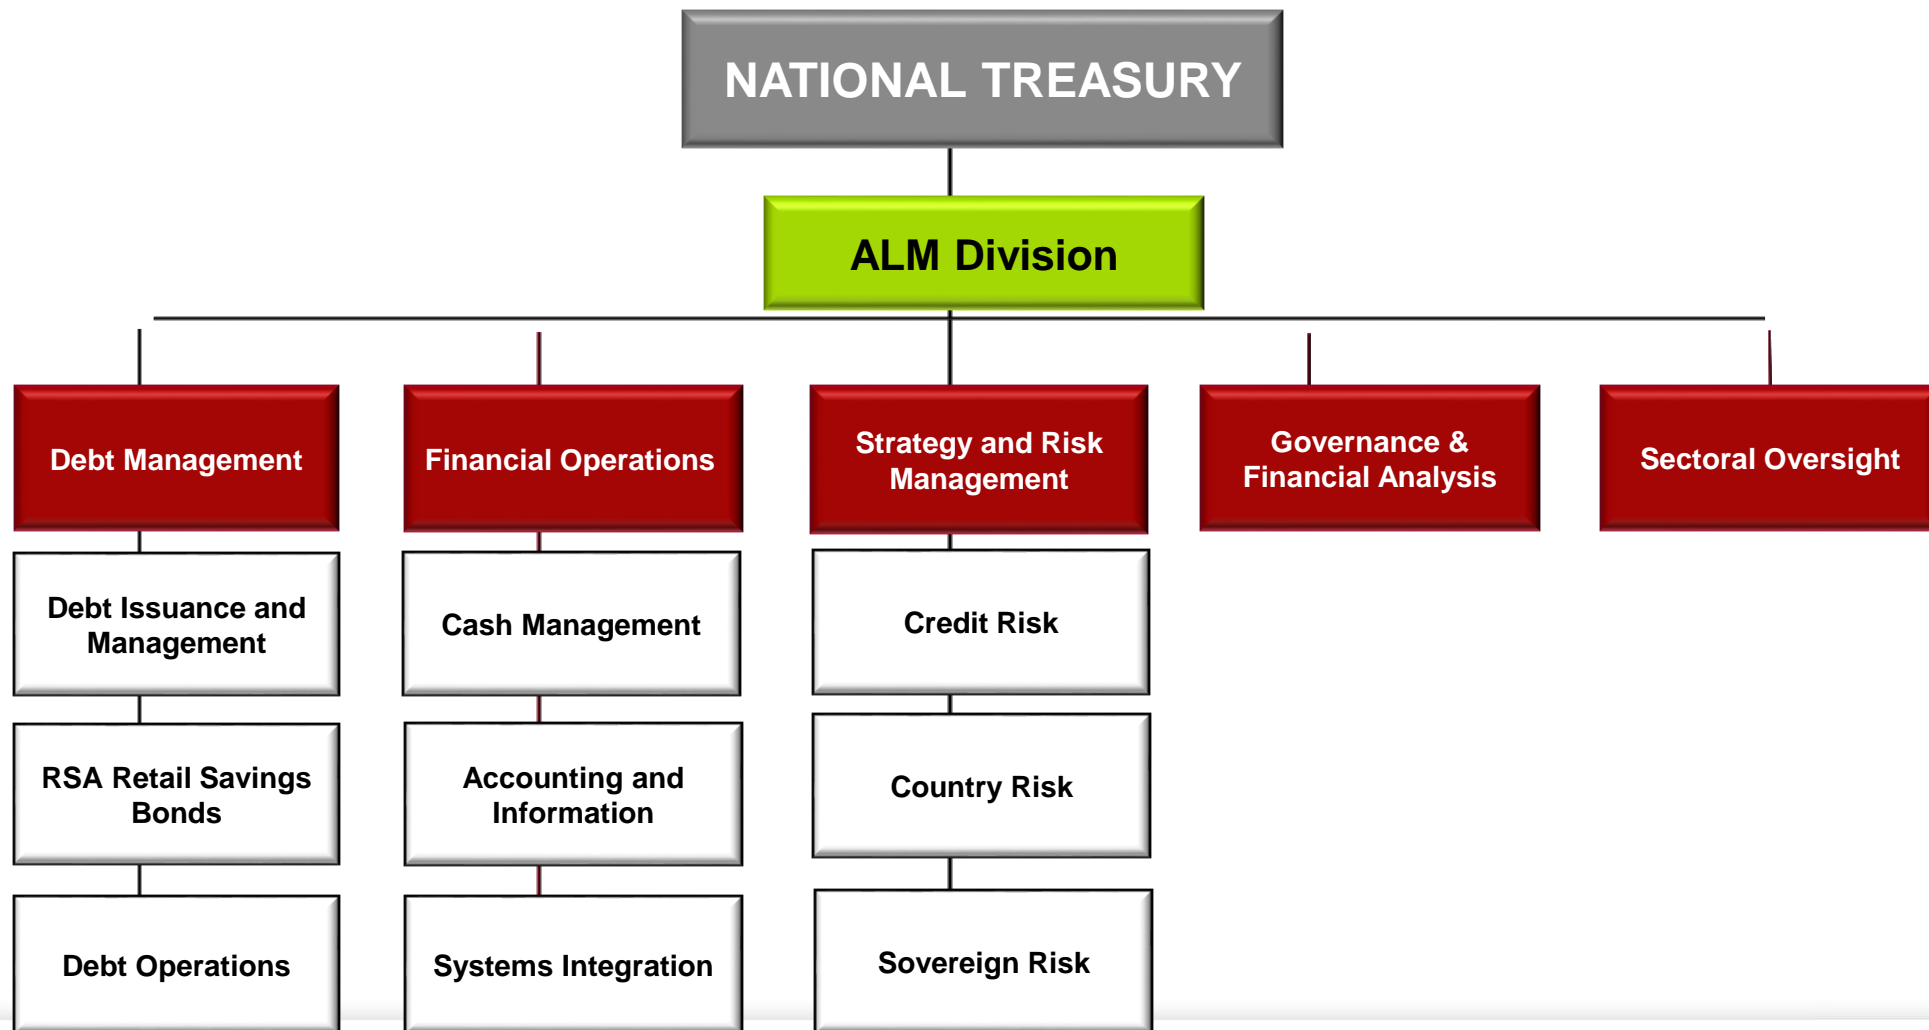 NATIONAL TREASURY
ALM Division
Debt Management
Financial Operations
Strategy and Risk
Management
Governance &
Financial Analysis
Sectoral Oversight
Debt Issuance and
Management
Cash Management
Credit Risk
RSA Retail Savings
Bonds
Accounting and
Information
Country Risk
Debt Operations
Systems Integration
Sovereign Risk